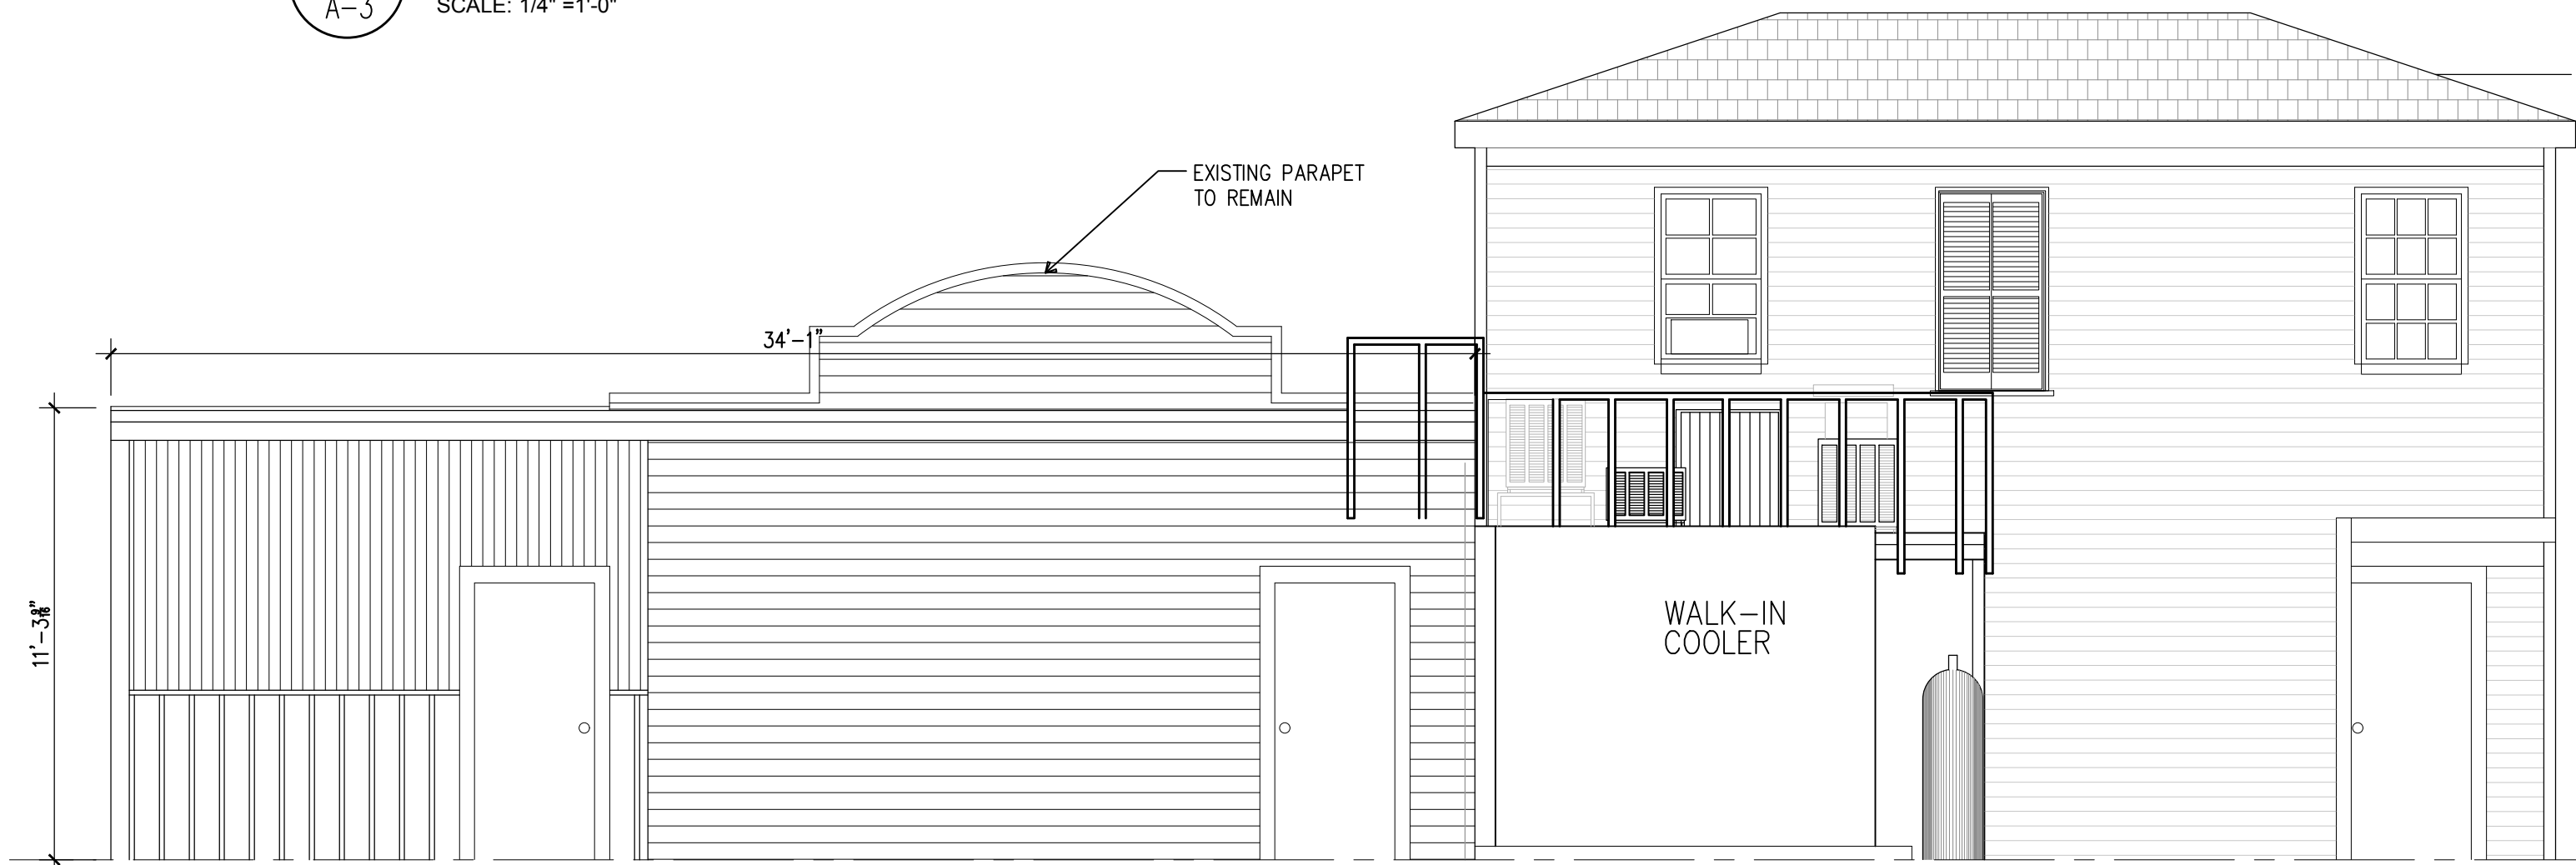 A-3
SCALE: 1/4" =1'-0"
EXISTING PARAPET
TO REMAIN
34'-1"
WALK-IN
COOLER